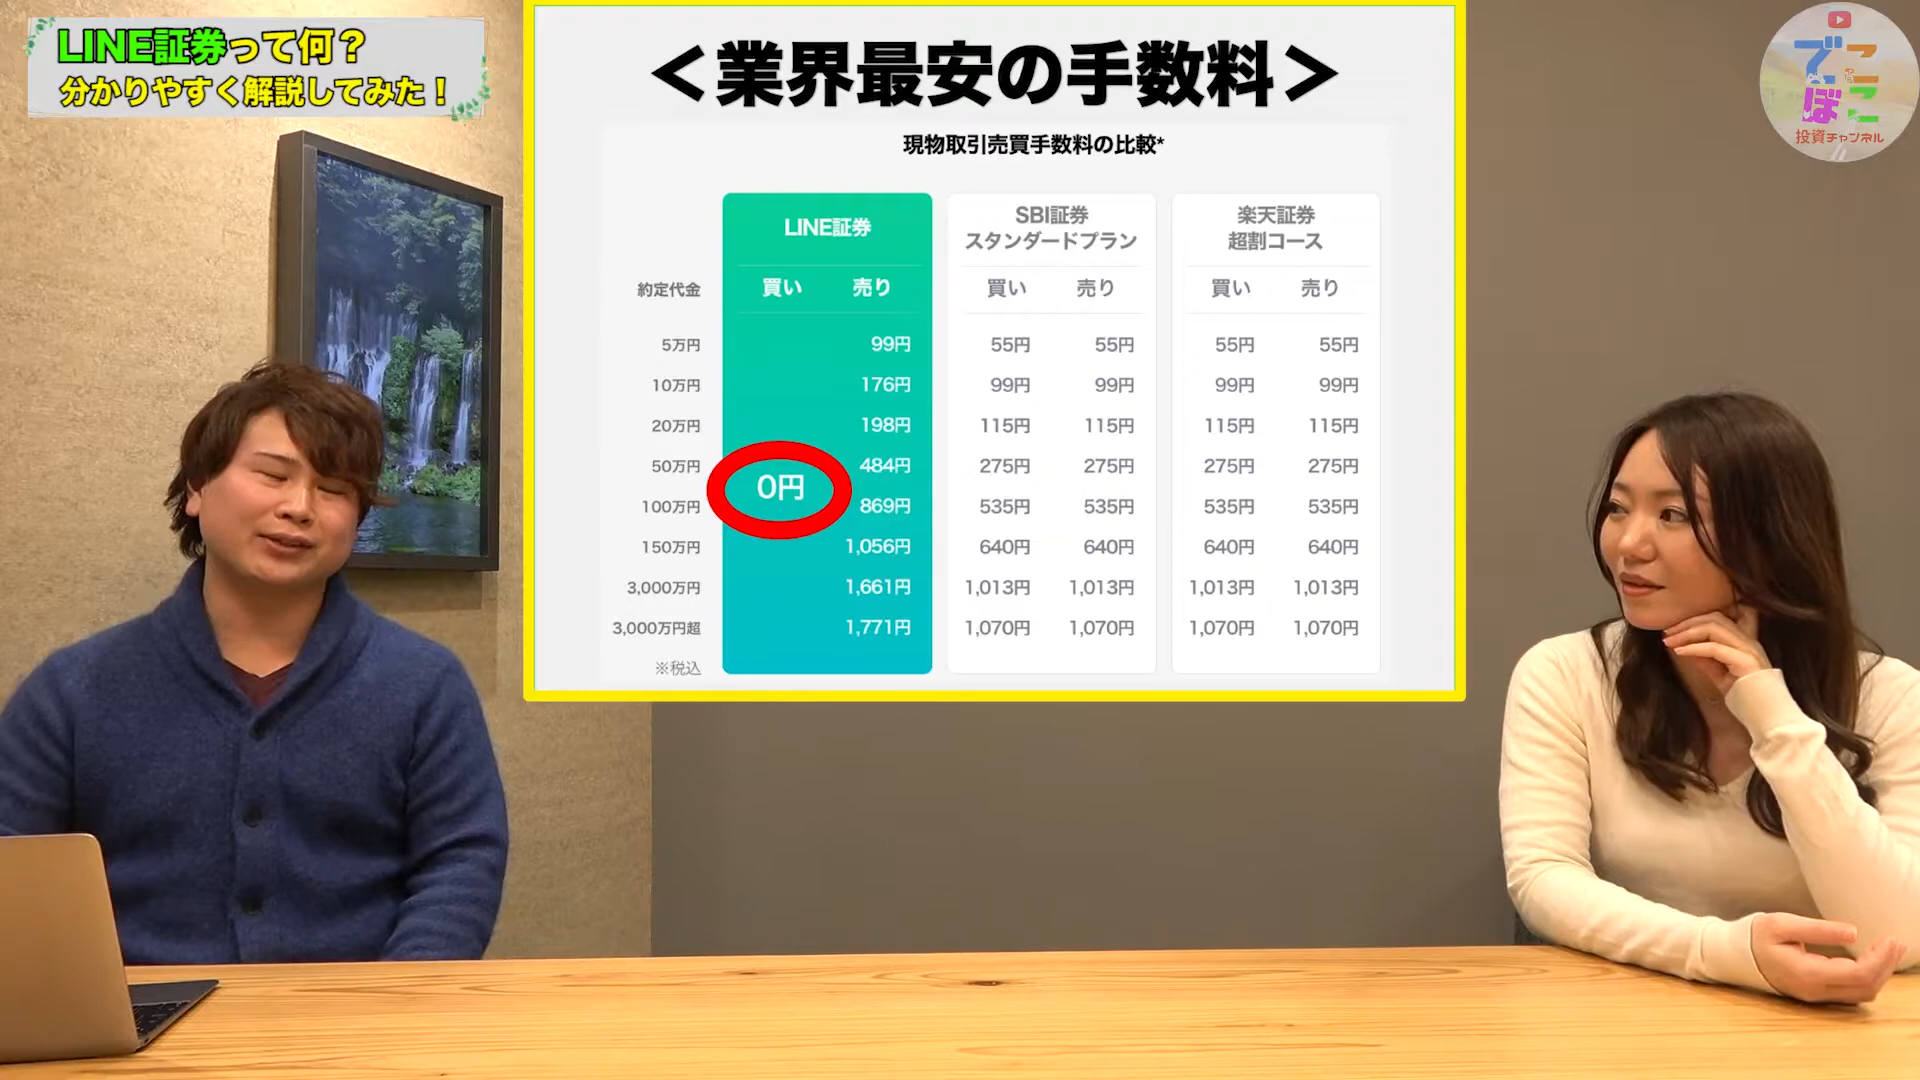 LINE証券って何？
分かりやすく解説してみた！
＜業界最安の手数料＞
現物取引売買手数料の比較*
LINE証券
SBI証券
スタンダードプラン
楽天証券
超割コース
約定代金 買い 売り 買い 売り 買い 売り
5万円 99円 55円 55円 55円 55円
10万円 176円 99円 99円 99円 99円
20万円 198円 115円 115円 115円 115円
50万円 484円 275円 275円 275円 275円
0円
100万円 869円 535円 535円 535円 535円
150万円 1,056円 640円 640円 640円 640円
3,000万円 1,661円 1,013円 1,013円 1,013円 1,013円
3,000万円超 1,771円 1,070円 1,070円 1,070円 1,070円
※税込
でこぼこ
投資チャンネル